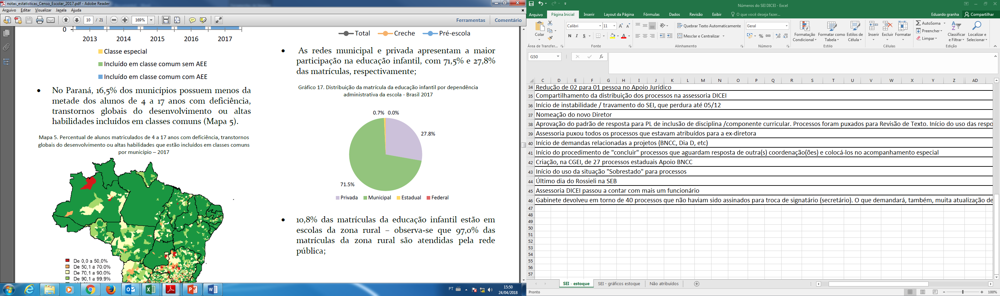 notas_estatisticas_Censo_Escolar_2017.pdf - Adobe Reader
Arquivo Editar Visualizar Janela Ajuda
10 / 21
169%
Ferramentas
Comentário
0
2013 2014 2015 2016 2017
Classe especial
Incluído em classe comum sem AEE
Incluído em classe comum com AEE
• No Paraná, 16,5% dos municípios possuem menos da
metade dos alunos de 4 a 17 anos com deficiência,
transtornos globais do desenvolvimento ou altas
habilidades incluídos em classes comuns (Mapa 5).
Mapa 5. Percentual de alunos matriculados de 4 a 17 anos com deficiência, transtornos
globais do desenvolvimento ou altas habilidades que estão incluídos em classes comuns
por município – 2017
De 0,0 a 50,0%
De 50,1 a 70,0%
De 70,1 a 90,0%
De 90,1 a 99,9%
Total Creche Pré-escola
• As redes municipal e privada apresentam a maior
participação na educação infantil, com 71,5% e 27,8%
das matrículas, respectivamente;
Gráfico 17. Distribuição da matrícula da educação infantil por dependência
administrativa da escola - Brasil 2017
0.7% 0.0%
27.8%
71.5%
Privada Municipal Estadual Federal
• 10,8% das matrículas da educação infantil estão em
escolas da zona rural – observa-se que 97,0% das
matrículas da zona rural são atendidas pela rede
pública;
PT
15:50
24/04/2018
Números do SEI DICEI - Excel
Arquivo Página Inicial Inserir Layout da Página Fórmulas Dados Revisão Exibir O que você deseja fazer...
Eduardo granha Compartilhar
Colar
Área de Transfer...
Calibri 11
N I S
Fonte
Quebrar Texto Automaticamente
Mesclar e Centralizar
Alinhamento
Geral
% 000
Número
Formatação Condicional
Formatar como Tabela
Estilos de Célula
Estilo
Inserir Excluir Formatar
Células
AutoSoma
Preencher
Limpar
Classificar e Filtrar
Localizar e Selecionar
Edição
G50
fx
C D E F G H I J K L M N O P Q R S T U V W X Y Z AD
34 Redução de 02 para 01 pessoa no Apoio Jurídico
35 Compartilhamento da distribuição dos processos na assessoria DICEI
36 Início de instabilidade / travamento do SEI, que perdura até 05/12
37 Nomeação do novo Diretor
38 Aprovação do padrão de resposta para PL de inclusão de disciplina /componente curricular. Processos foram puxados para Revisão de Texto. Início do uso das respo
39 Assessoria puxou todos os processos que estavam atribuídos para a ex-diretora
40 Início de demandas relacionadas a projetos (BNCC, Dia D, etc)
41 Início do procedimento de "concluir" processos que aguardam resposta de outra(s) coordenação(ões) e colocá-los no acompanhamento especial
42 Criação, na CGEI, de 27 processos estaduais Apoio BNCC
43 Início do uso da situação "Sobrestado" para processos
44 Último dia do Rossieli na SEB
45 Assessoria DICEI passou a contar com mais um funcionário
46 Gabinete devolveu em torno de 40 processos que não haviam sido assinados para troca de signatário (secretário). O que demandará, também, muita atualização de
47
48
49
50
51
52
53
54
55
56
57
SEI - estoque SEI - gráficos estoque Não atribuídos
Pronto
100%